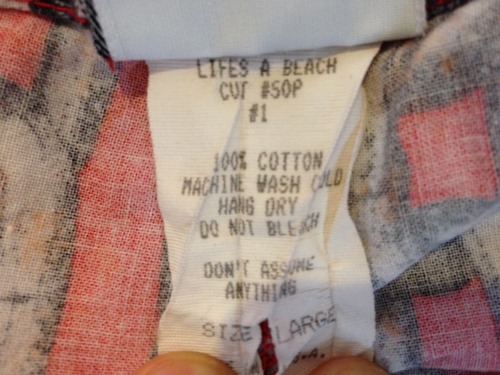 LIFES A BEACH
CUT #SOP
#1
100% COTTON
MACHINE WASH COLD
HANG DRY
DO NOT BLEACH
DON'T ASSUME
ANYTHING
SIZE LARGE